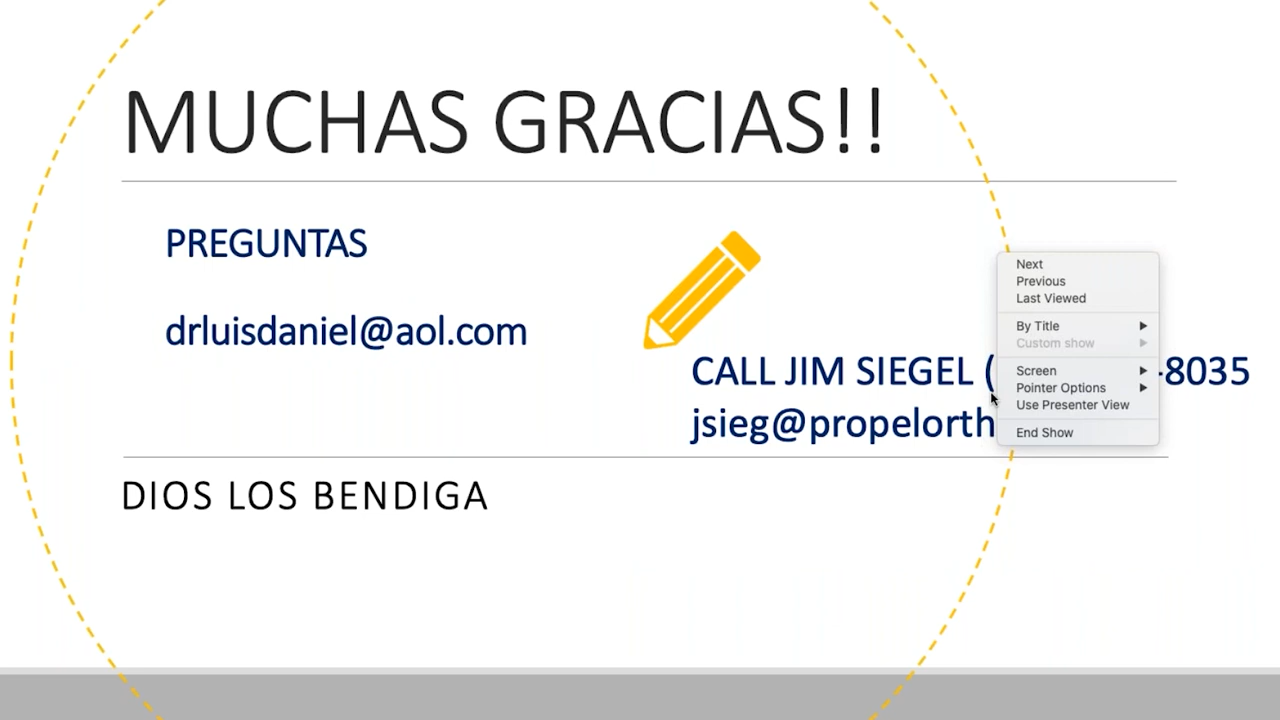 MUCHAS GRACIAS!!
PREGUNTAS
drluisdaniel@aol.com
CALL JIM SIEGEL ( -8035
jsieg@propelorth
DIOS LOS BENDIGA
Next
Previous
Last Viewed
By Title
Custom show
Screen
Pointer Options
Use Presenter View
End Show